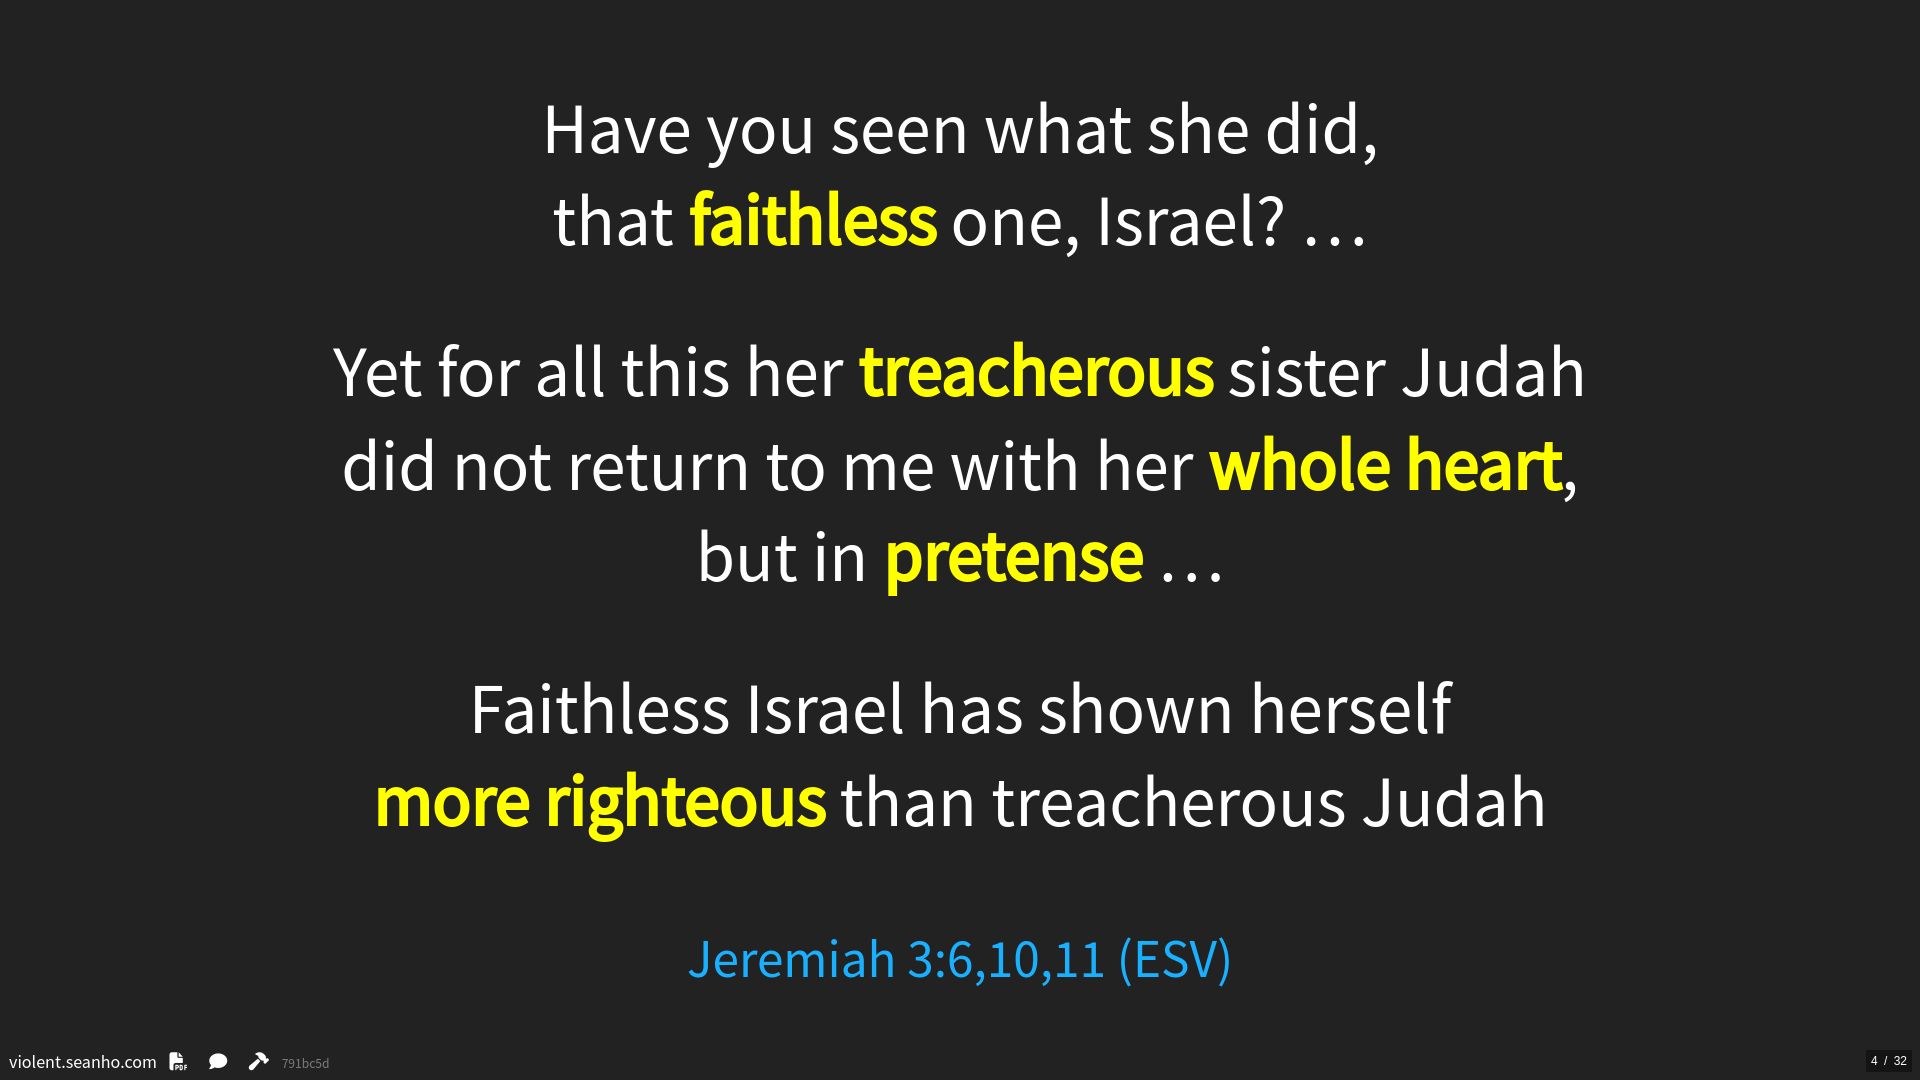 Have you seen what she did,
that faithless one, Israel? …
Yet for all this her treacherous sister Judah
did not return to me with her whole heart,
but in pretense …
Faithless Israel has shown herself
more righteous than treacherous Judah
Jeremiah 3:6,10,11 (ESV)
violent.seanho.com PDF 791bc5d
4 / 32